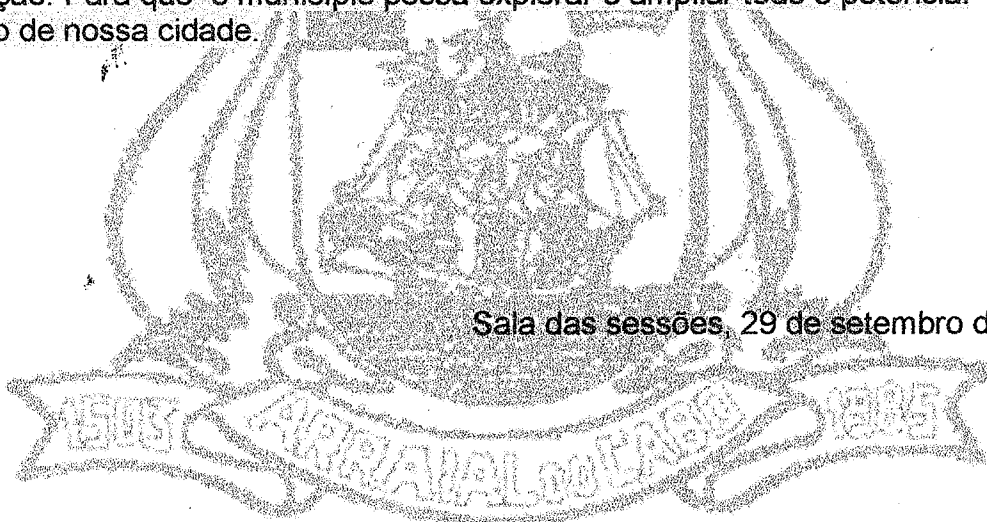 ção. Para que o município possa explorar e ampliar todo o potencial
o de nossa cidade.
Sala das sessões, 29 de setembro d
1503 ARRAIAL DO CABO 1985